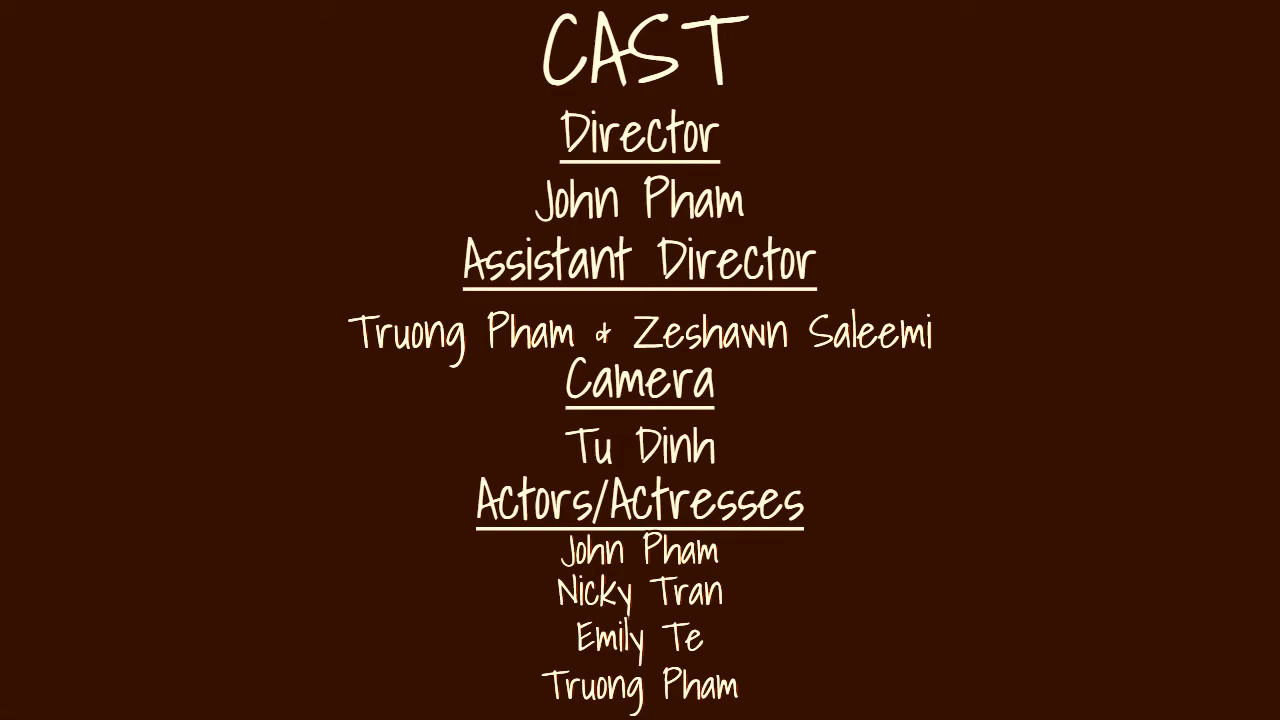 CAST
Director
John Pham
Assistant Director
Truong Pham & Zeshawn Saleemi
Camera
Tu Dinh
Actors/Actresses
John Pham
Nicky Tran
Emily Te
Truong Pham